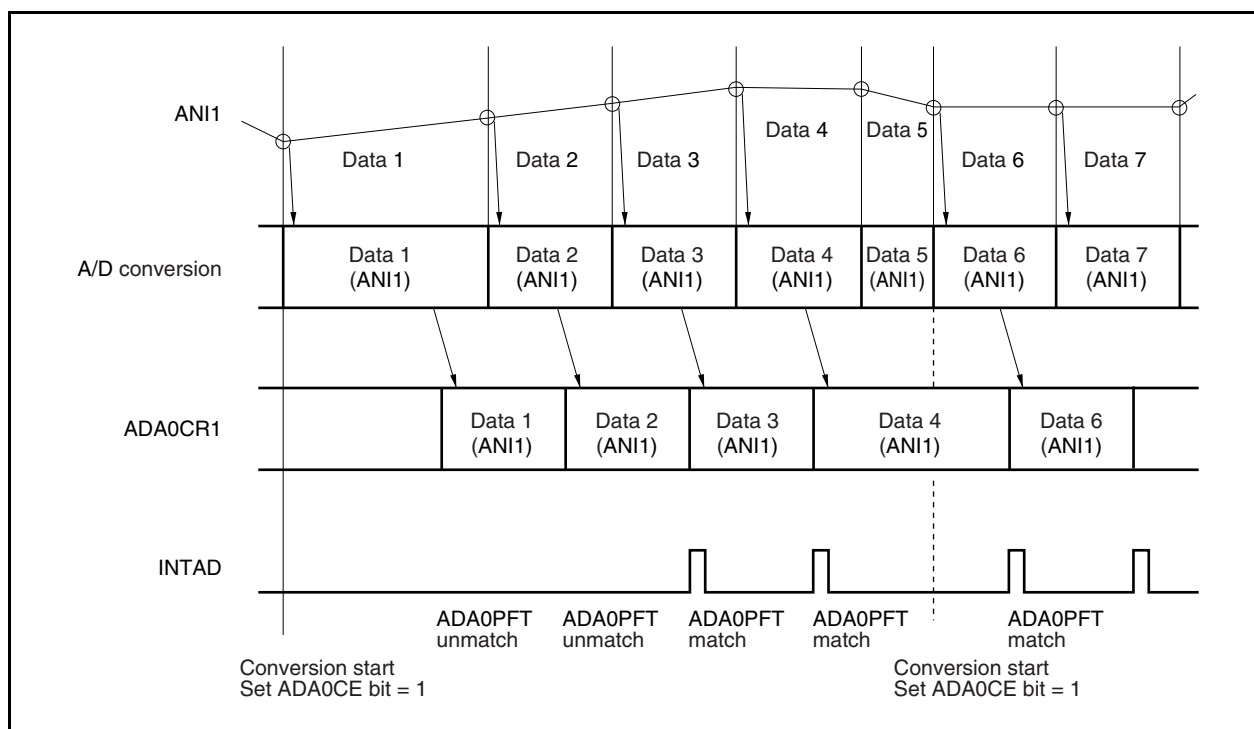 ANI1
Data 1
Data 2
Data 3
Data 4
Data 5
Data 6
Data 7
A/D conversion
Data 1
(ANI1)
Data 2
(ANI1)
Data 3
(ANI1)
Data 4
(ANI1)
Data 5
(ANI1)
Data 6
(ANI1)
Data 7
(ANI1)
ADA0CR1
Data 1
(ANI1)
Data 2
(ANI1)
Data 3
(ANI1)
Data 4
(ANI1)
Data 6
(ANI1)
INTAD
ADA0PFT
unmatch
ADA0PFT
unmatch
ADA0PFT
match
ADA0PFT
match
ADA0PFT
match
Conversion start
Set ADA0CE bit = 1
Conversion start
Set ADA0CE bit = 1